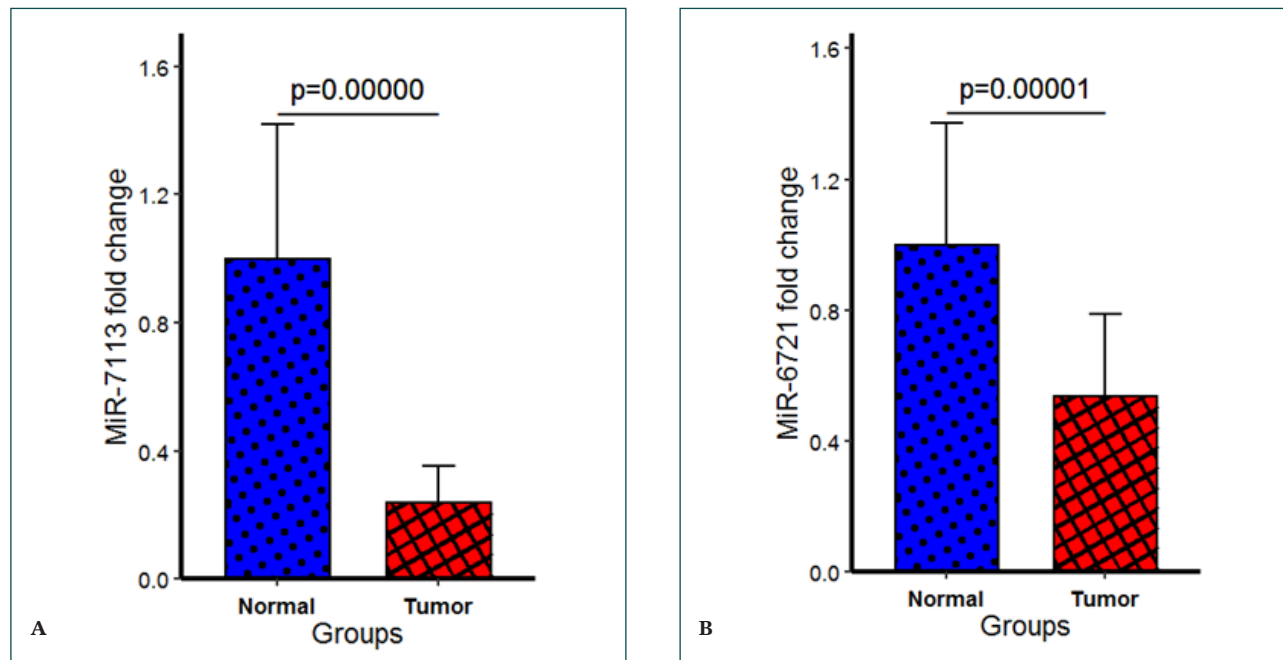 1.6
p=0.00000
1.2
0.8
0.4
0.0
MiR-7113 fold change
Normal
Tumor
Groups
A
1.6
p=0.00001
1.2
0.8
0.4
0.0
MiR-6721 fold change
Normal
Tumor
Groups
B